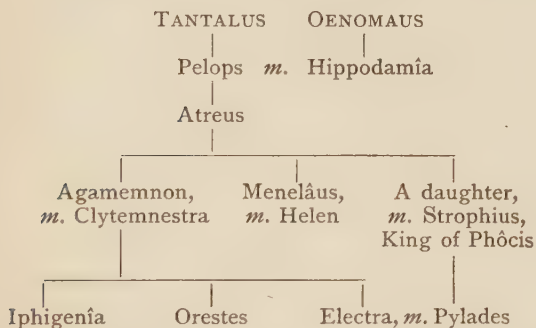 TANTALUS OENOMAUS
Pelops m. Hippodamîa
Atreus
Agamemnon, Menelâus, A daughter,
m. Clytemnestra m. Helen m. Strophius,
King of Phôcis
Iphigenîa Orestes Electra, m. Pylades